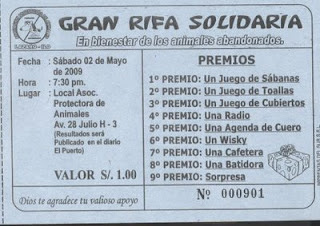 GRAN RIFA SOLIDARIA
En bienestar de los animales abandonados.
Fecha : Sábado 02 de Mayo
de 2009
Hora : 7:30 pm.
Lugar : Local Asoc.
Protectora de
Animales
Av. 28 Julio H - 3
(Resultados será
Publicado en el diario
El Puerto)
VALOR S/. 1.00
Dios te agradece tu valioso apoyo
PREMIOS
1º PREMIO: Un Juego de Sábanas
2º PREMIO: Un Juego de Toallas
3º PREMIO: Un Juego de Cubiertos
4º PREMIO: Una Radio
5º PREMIO: Una Agenda de Cuero
6º PREMIO: Un Wisky
7º PREMIO: Una Cafetera
8º PREMIO: Una Batidora
9º PREMIO: Sorpresa
Nº 000901